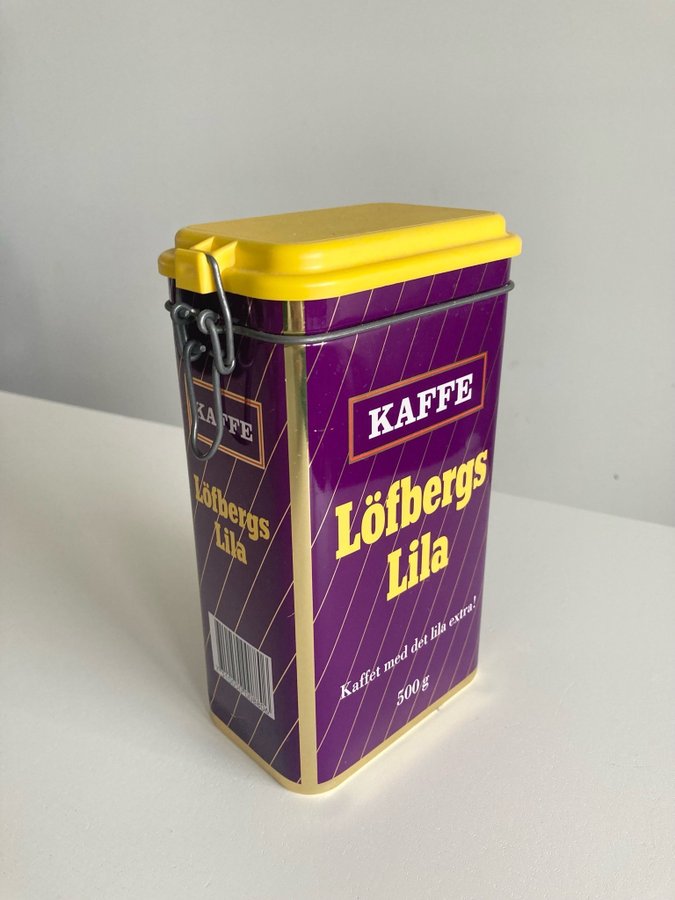 KAFFE
Löfbergs
Lila
Kaffet med det lila extra!
500 g
KAFFE
Löfbergs
Lila